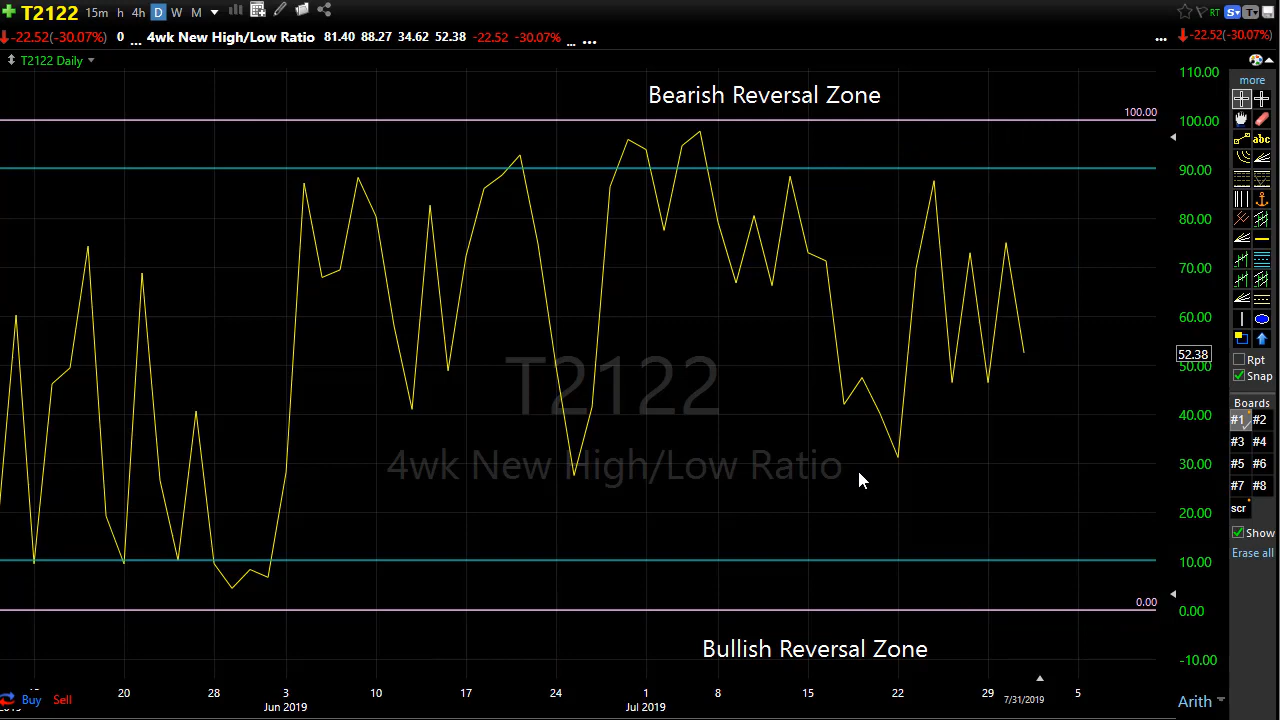 T2122 15m h 4h D W M RT S T
-22.52(-30.07%) 0 ... 4wk New High/Low Ratio 81.40 88.27 34.62 52.38 -22.52 -30.07% ... ... ... -22.52(-30.07%)
T2122 Daily
more
Bearish Reversal Zone
100.00
0.00
Bullish Reversal Zone
T2122
4wk New High/Low Ratio
110.00
100.00
90.00
80.00
70.00
60.00
52.38
50.00
40.00
30.00
20.00
10.00
0.00
-10.00
abc
Rpt
Snap
Boards
#1 #2
#3 #4
#5 #6
#7 #8
scr
Show
Erase all
20 28 3 10 17 24 1 8 15 22 29 5
Jun 2019 Jul 2019 7/31/2019
Buy Sell
Arith